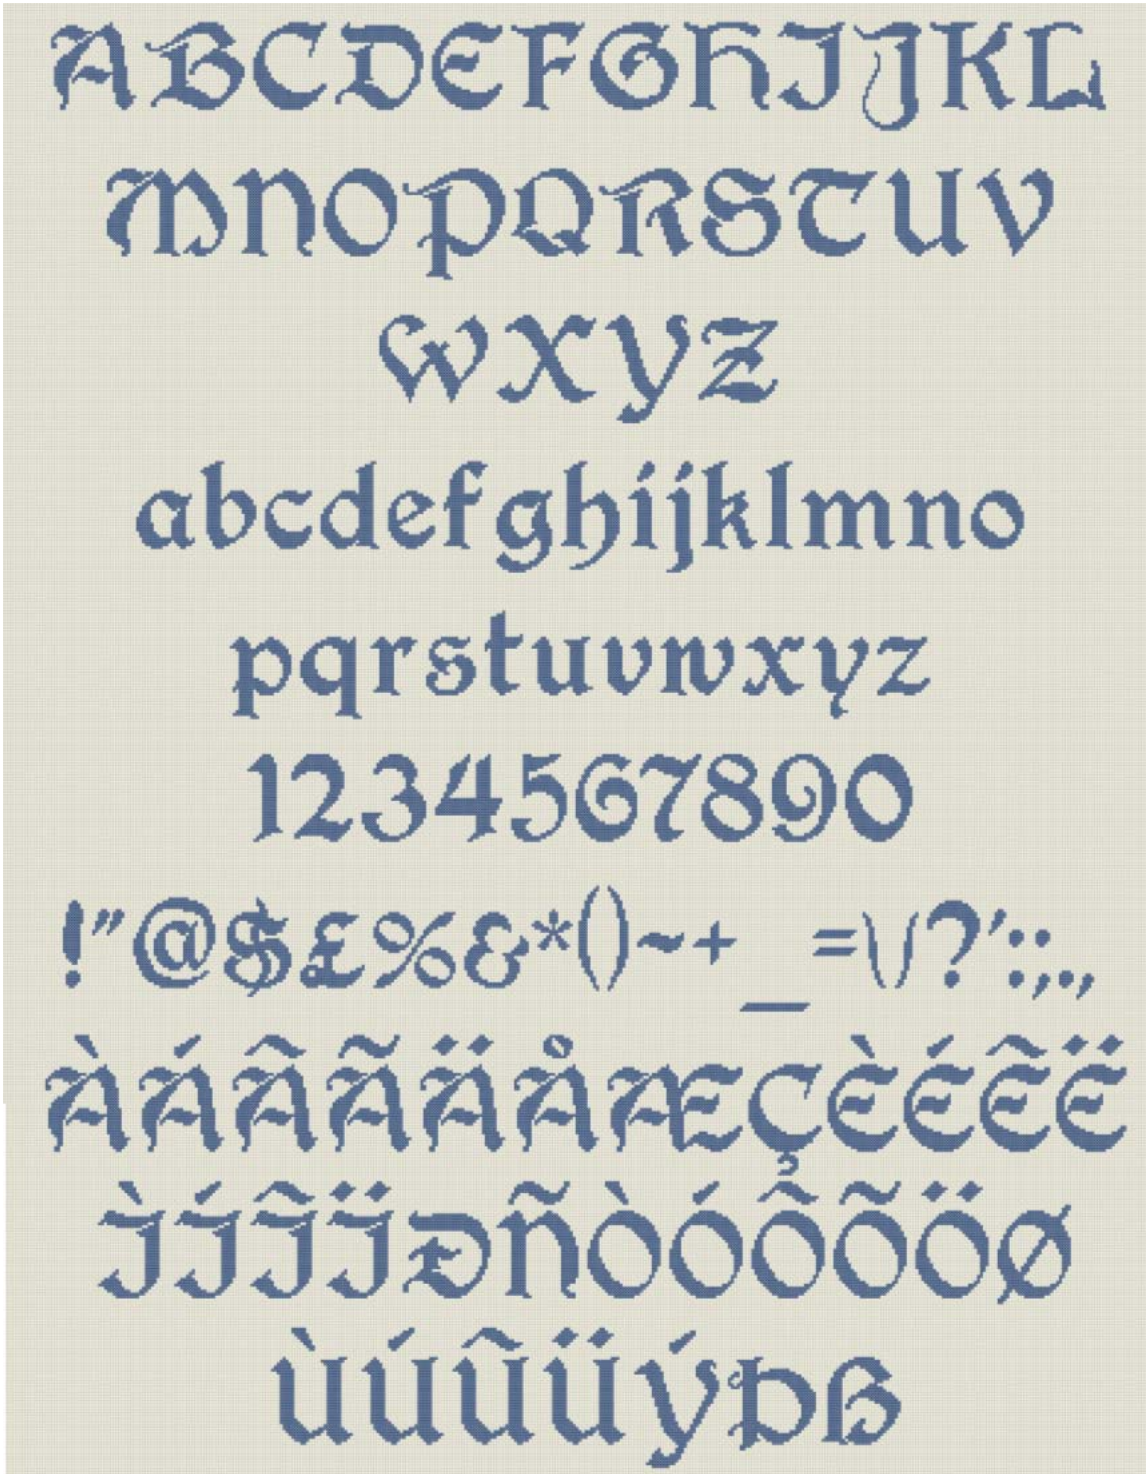 ABCDEFGHIJKL
MNOPQRSTUV
WXYZ
abcdefghijklmno
pqrstuvwxyz
1234567890
!"@$£%&*()~+_=\/?':;.,
ÀÁÂÃÄÅÆÇÈÉÊË
ÌÍÎÏÐÑÒÓÔÕÖØ
ÙÚÛÜÝÞß